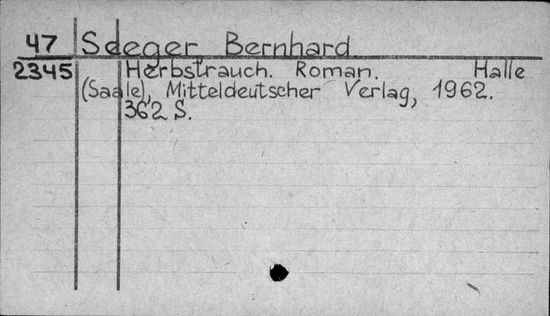 47 Seeger Bernhard
2345 Herbstrauch. Roman. Halle
(Saale), Mitteldeutscher Verlag, 1962.
362 S.